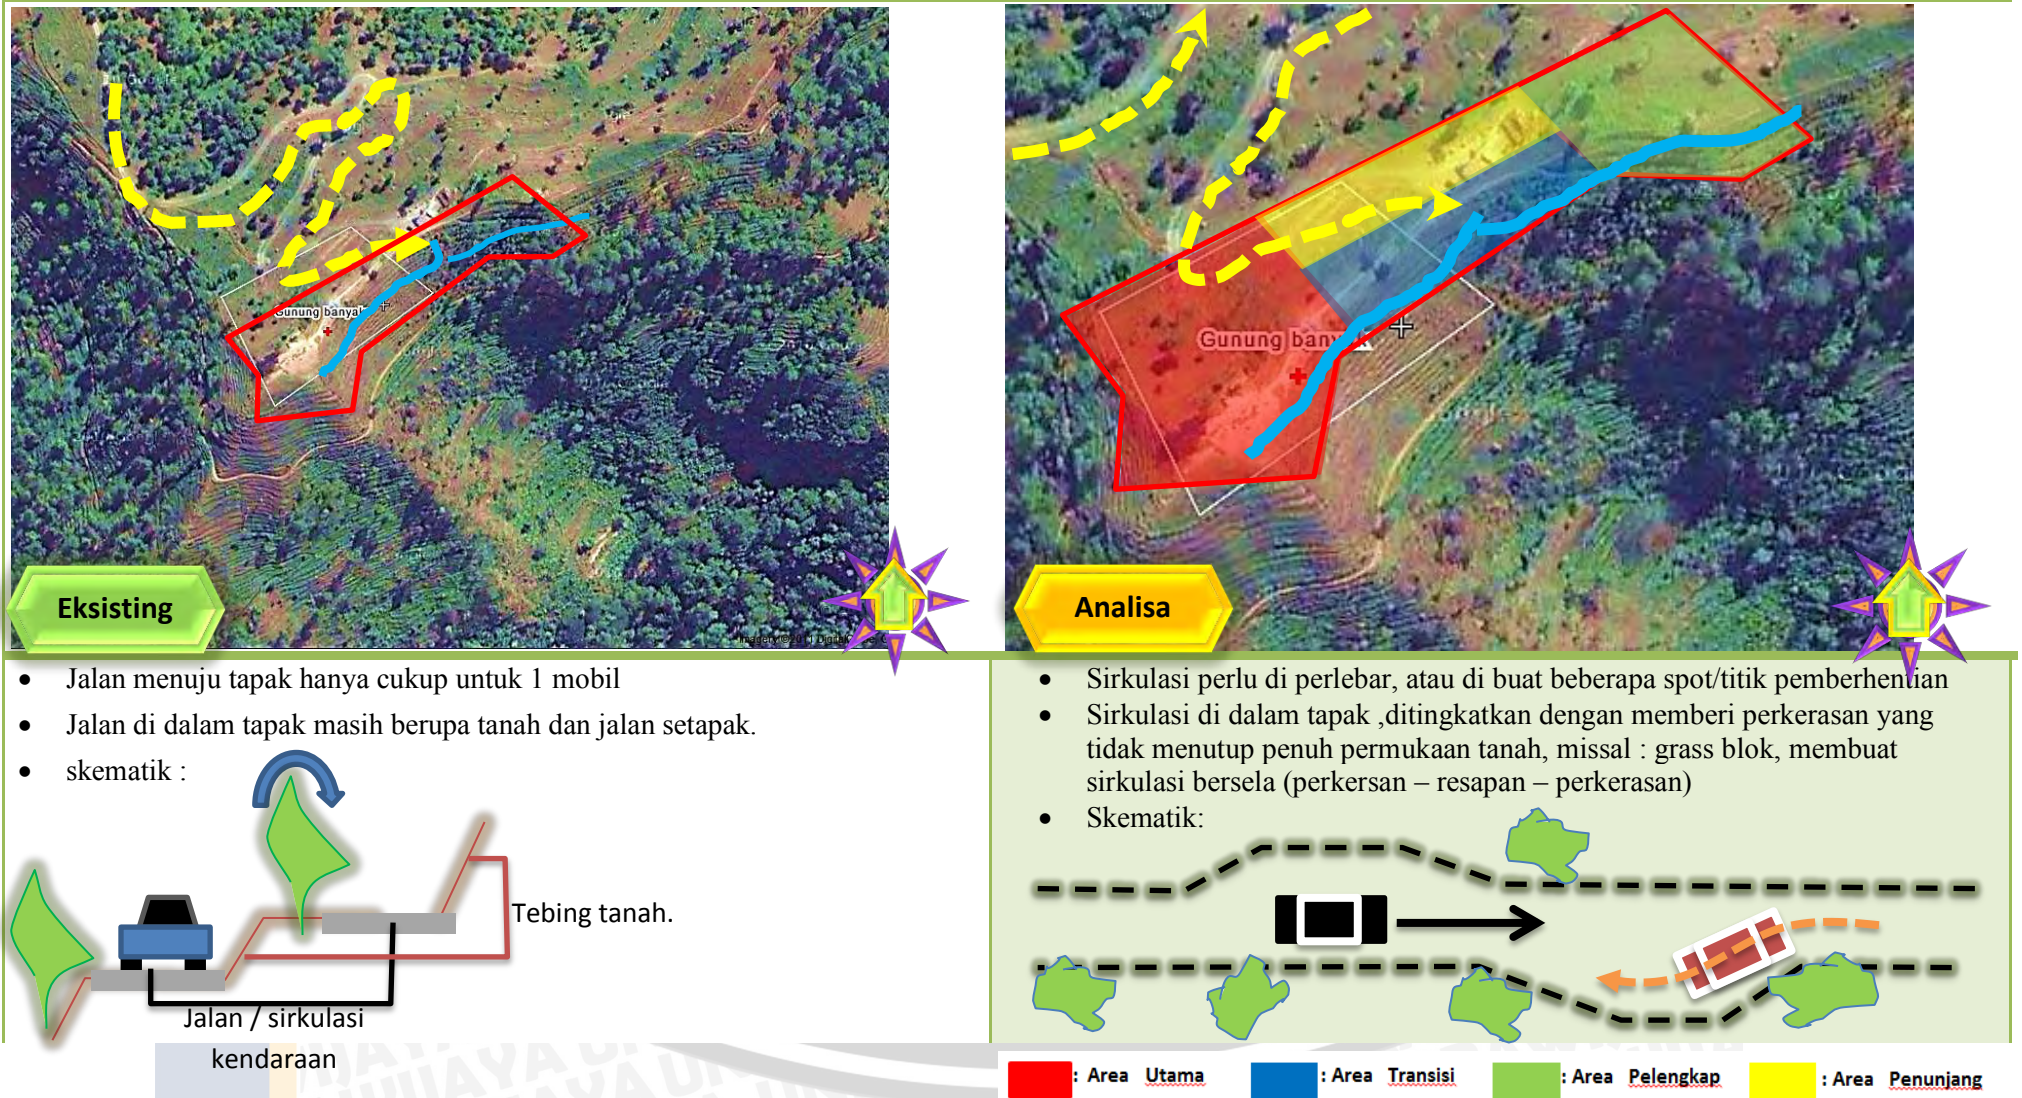 Gunung banyak
Imagery ©2011 DigitalGlobe
Eksisting
Gunung bany
Analisa
• Jalan menuju tapak hanya cukup untuk 1 mobil
• Jalan di dalam tapak masih berupa tanah dan jalan setapak.
• skematik :
Tebing tanah.
Jalan / sirkulasi
kendaraan
• Sirkulasi perlu di perlebar, atau di buat beberapa spot/titik pemberhentian
• Sirkulasi di dalam tapak ,ditingkatkan dengan memberi perkerasan yang
tidak menutup penuh permukaan tanah, missal : grass blok, membuat
sirkulasi bersela (perkersan – resapan – perkerasan)
• Skematik:
: Area Utama
: Area Transisi
: Area Pelengkap
: Area Penunjang